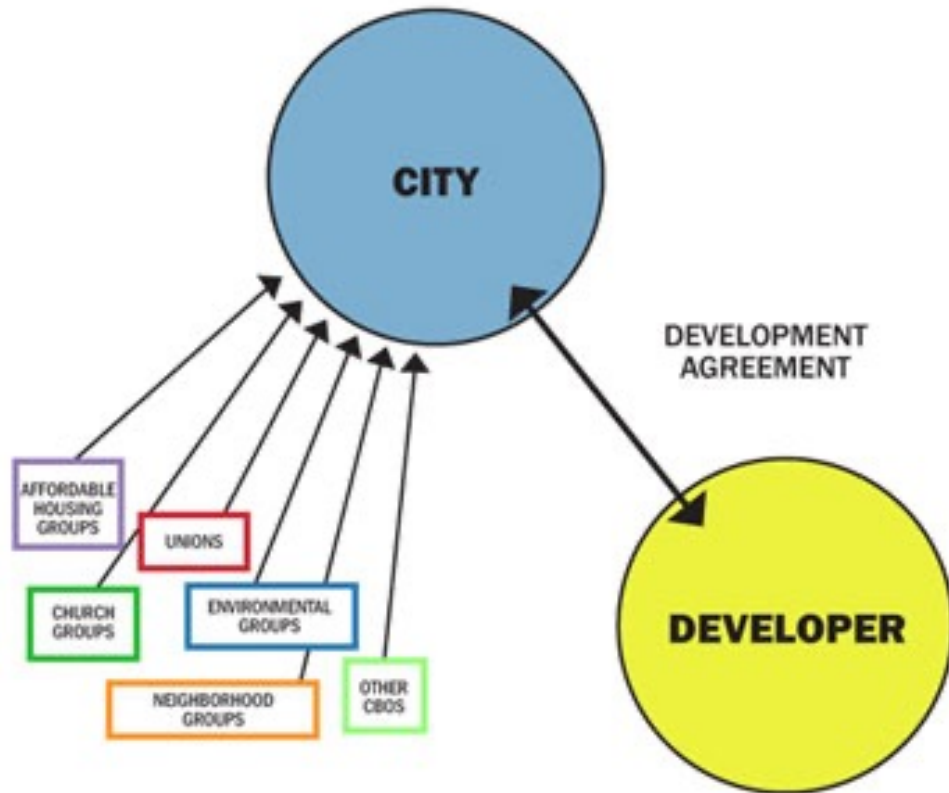 CITY
DEVELOPMENT
AGREEMENT
AFFORDABLE
HOUSING
GROUPS
UNIONS
CHURCH
GROUPS
ENVIRONMENTAL
GROUPS
DEVELOPER
NEIGHBORHOOD
GROUPS
OTHER
CBOS